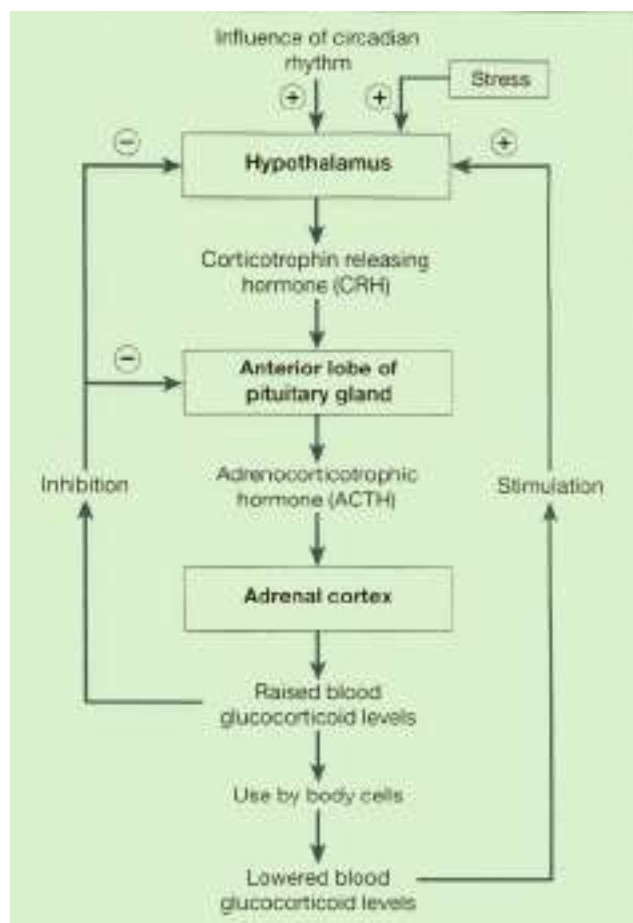 Influence of circadian
rhythm
Stress
+
+
−
+
Hypothalamus
Corticotrophin releasing
hormone (CRH)
−
Anterior lobe of
pituitary gland
Inhibition
Adrenocorticotrophic
hormone (ACTH)
Stimulation
Adrenal cortex
Raised blood
glucocorticoid levels
Use by body cells
Lowered blood
glucocorticoid levels